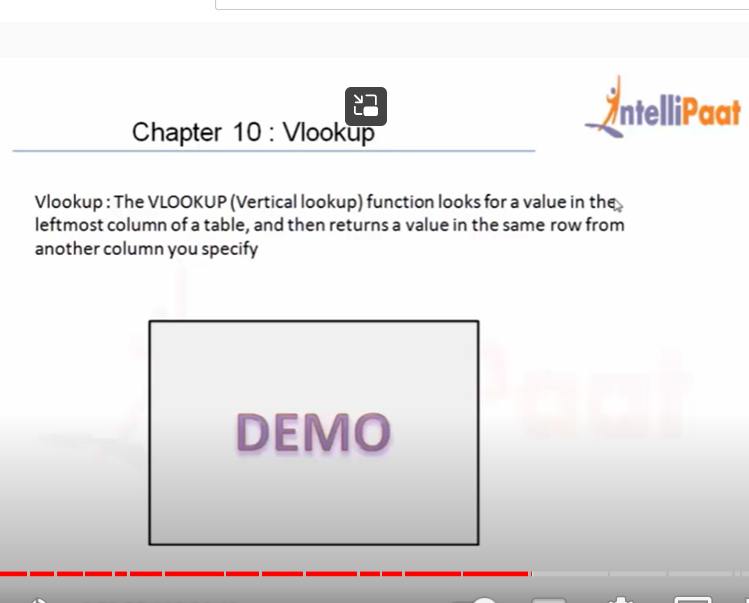 IntelliPaat
Chapter 10 : Vlookup
Vlookup : The VLOOKUP (Vertical lookup) function looks for a value in the
leftmost column of a table, and then returns a value in the same row from
another column you specify
DEMO